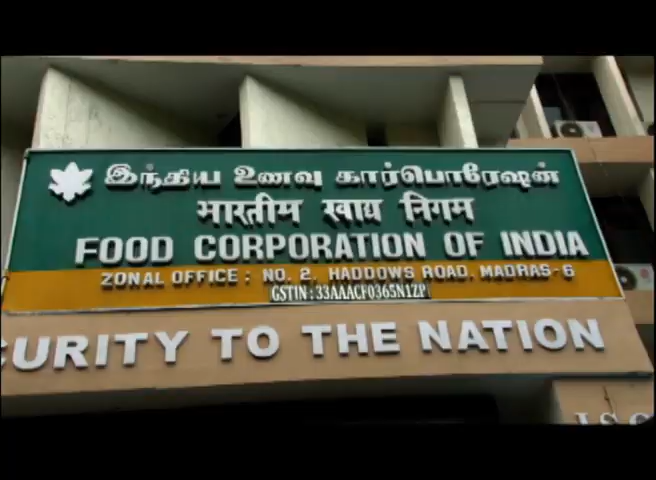 இந்திய உணவு கார்பொரேஷன்
भारतीय खाद्य निगम
FOOD CORPORATION OF INDIA
ZONAL OFFICE : NO. 2, HADDOWS ROAD, MADRAS-6
GSTIN : 33AAACF0365N1ZP
CURITY TO THE NATION